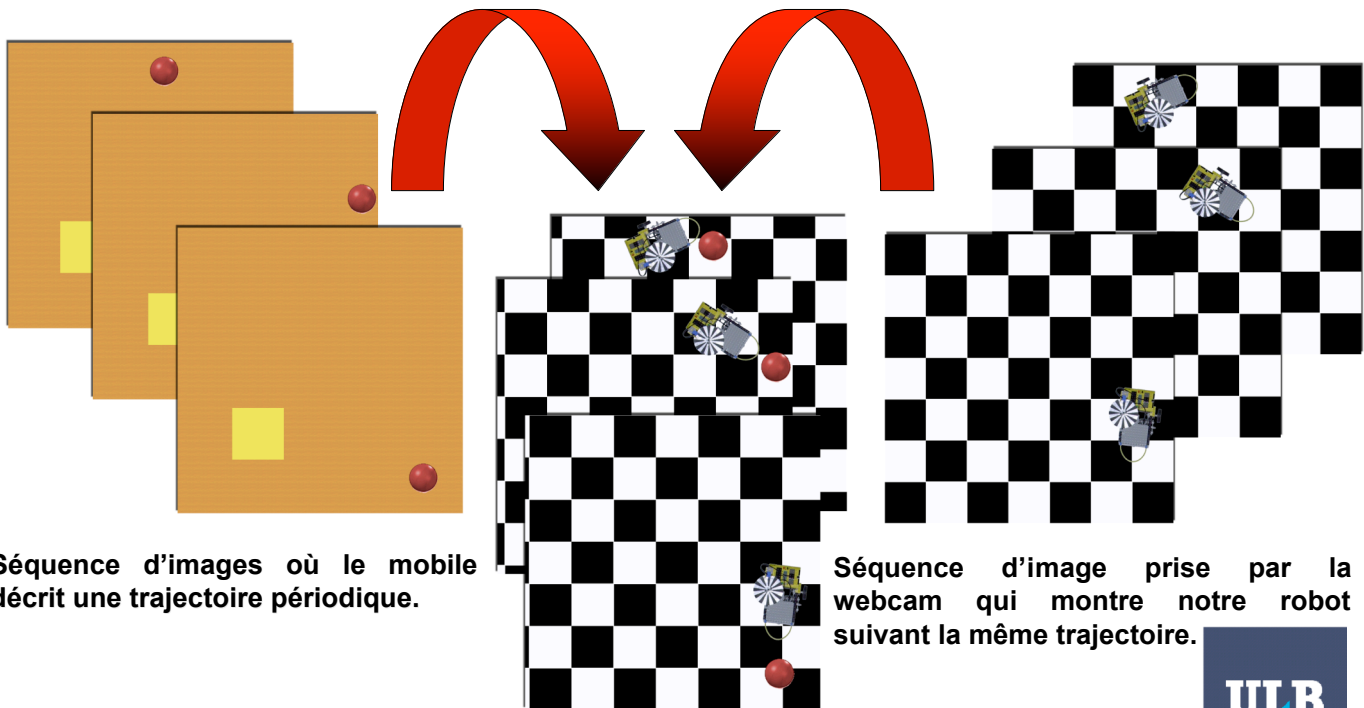 Séquence d'images où le mobile
décrit une trajectoire périodique.
Séquence d'image prise par la
webcam qui montre notre robot
suivant la même trajectoire.
ULB